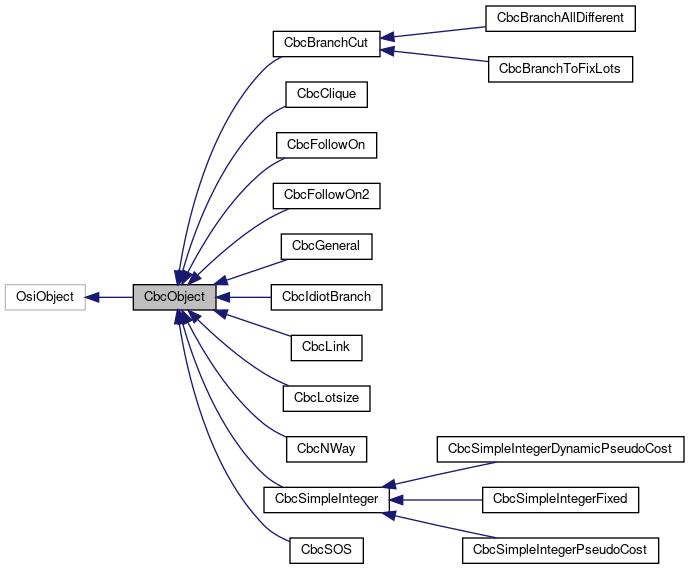 CbcBranchAllDifferent
CbcBranchCut
CbcBranchToFixLots
CbcClique
CbcFollowOn
CbcFollowOn2
CbcGeneral
OsiObject
CbcObject
CbcIdiotBranch
CbcLink
CbcLotsize
CbcNWay
CbcSimpleIntegerDynamicPseudoCost
CbcSimpleInteger
CbcSimpleIntegerFixed
CbcSOS
CbcSimpleIntegerPseudoCost